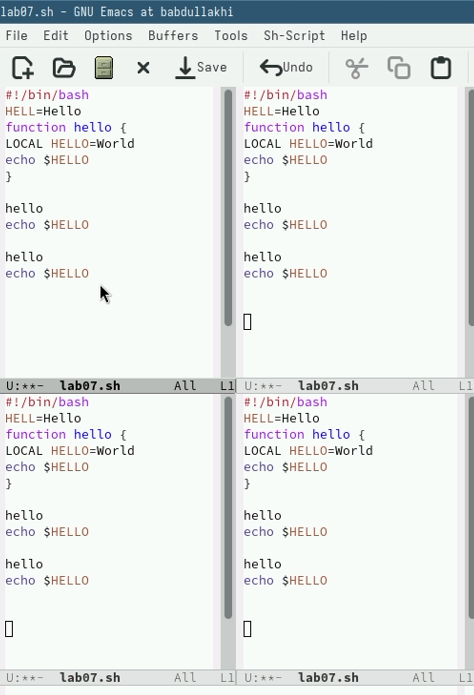 lab07.sh - GNU Emacs at babdullakhi
File Edit Options Buffers Tools Sh-Script Help
Save Undo
#!/bin/bash
HELL=Hello
function hello {
LOCAL HELLO=World
echo $HELLO
}
hello
echo $HELLO
hello
echo $HELLO
U:**- lab07.sh All L1
#!/bin/bash
HELL=Hello
function hello {
LOCAL HELLO=World
echo $HELLO
}
hello
echo $HELLO
hello
echo $HELLO
U:**- lab07.sh All L1
#!/bin/bash
HELL=Hello
function hello {
LOCAL HELLO=World
echo $HELLO
}
hello
echo $HELLO
hello
echo $HELLO
U:**- lab07.sh All L1
#!/bin/bash
HELL=Hello
function hello {
LOCAL HELLO=World
echo $HELLO
}
hello
echo $HELLO
hello
echo $HELLO
U:**- lab07.sh All L1